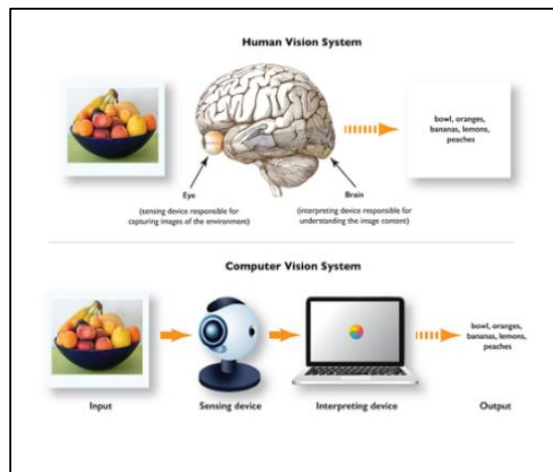 Human Vision System
bowl, oranges,
bananas, lemons,
peaches
Eye
(sensing device responsible for
capturing images of the environment)
Brain
(interpreting device responsible for
understanding the image content)
Computer Vision System
bowl, oranges,
bananas, lemons,
peaches
Input
Sensing device
Interpreting device
Output